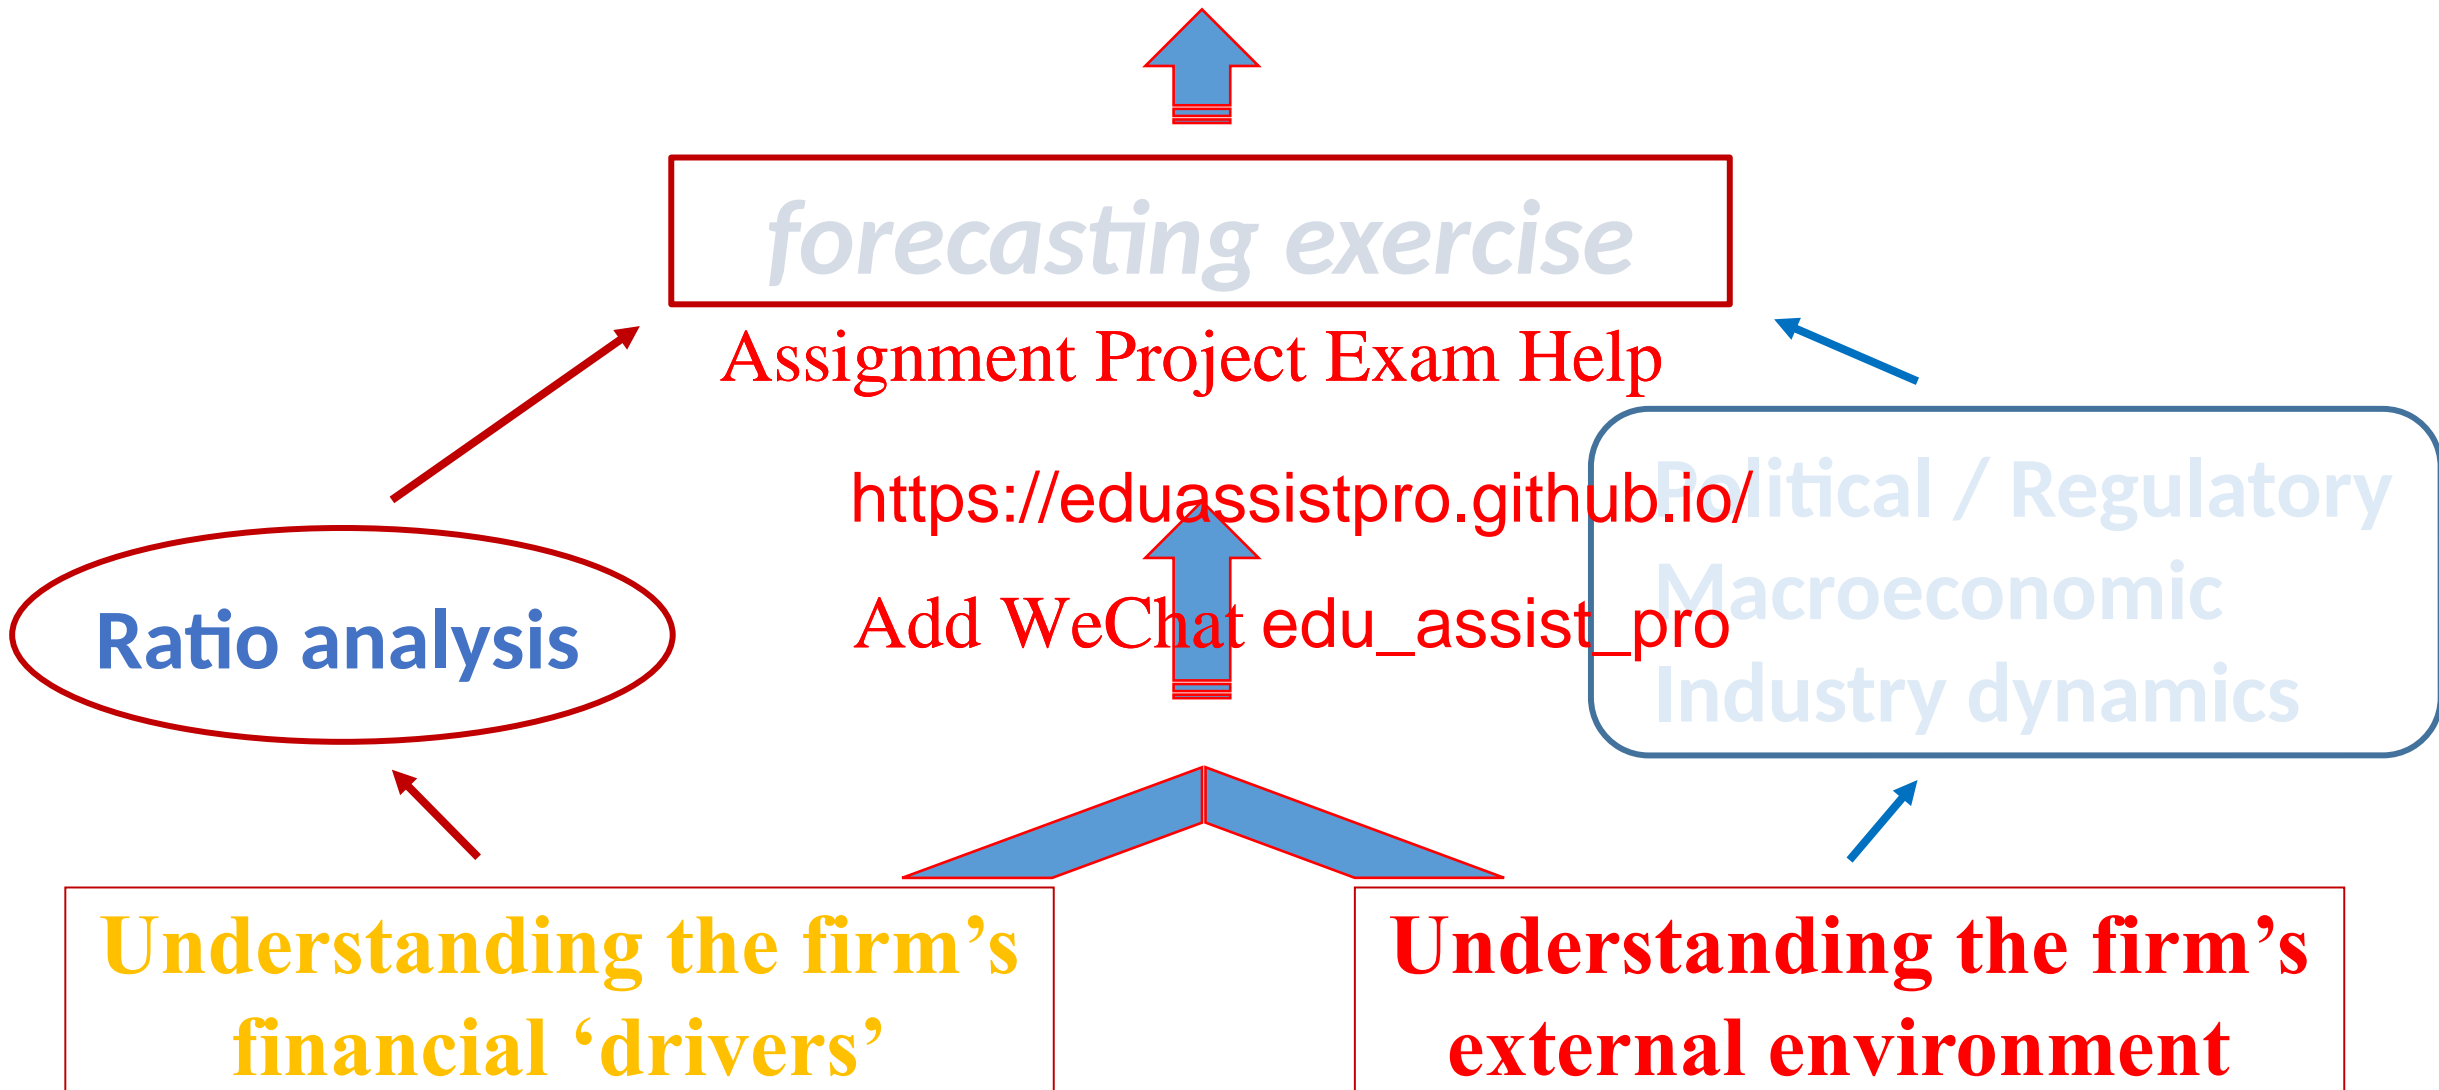 forecasting exercise
Assignment Project Exam Help
https://eduassistpro.github.io/
Political / Regulatory
Macroeconomic
Industry dynamics
Add WeChat edu_assist_pro
Ratio analysis
Understanding the firm’s
financial ‘drivers’
Understanding the firm’s
external environment